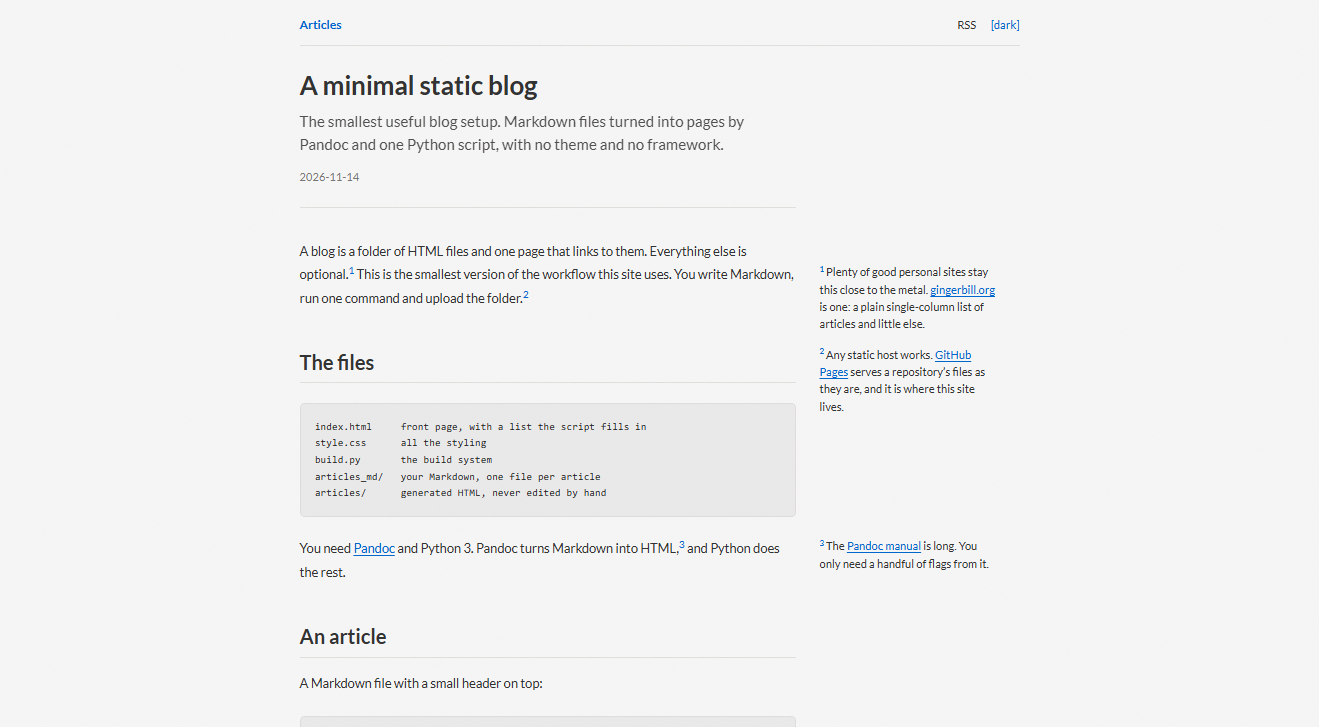 Articles
RSS [dark]
A minimal static blog
The smallest useful blog setup. Markdown files turned into pages by
Pandoc and one Python script, with no theme and no framework.
2026-11-14
A blog is a folder of HTML files and one page that links to them. Everything else is
optional.1 This is the smallest version of the workflow this site uses. You write Markdown,
run one command and upload the folder.2
1 Plenty of good personal sites stay
this close to the metal. gingerbill.org
is one: a plain single-column list of
articles and little else.
2 Any static host works. GitHub
Pages serves a repository's files as
they are, and it is where this site
lives.
The files
index.html front page, with a list the script fills in
style.css all the styling
build.py the build system
articles_md/ your Markdown, one file per article
articles/ generated HTML, never edited by hand
You need Pandoc and Python 3. Pandoc turns Markdown into HTML,3 and Python does
the rest.
3 The Pandoc manual is long. You
only need a handful of flags from it.
An article
A Markdown file with a small header on top: